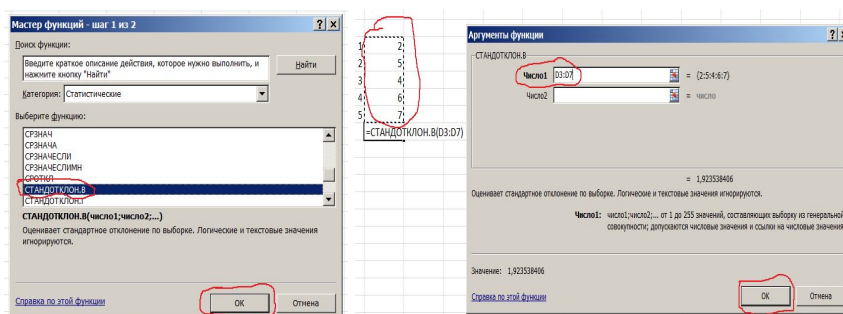 Мастер функций - шаг 1 из 2
Поиск функции:
Введите краткое описание действия, которое нужно выполнить, и
нажмите кнопку "Найти"
Найти
Категория: Статистические
Выберите функцию:
СРЗНАЧ
СРЗНАЧА
СРЗНАЧЕСЛИ
СРЗНАЧЕСЛИМН
СРОТКЛ
СТАНДОТКЛОН.В
СТАНДОТКЛОН.Г
СТАНДОТКЛОН.В(число1;число2;...)
Оценивает стандартное отклонение по выборке. Логические и текстовые значения
игнорируются.
Справка по этой функции
ОК
Отмена
1 2
2 5
3 4
4 6
5 7
=СТАНДОТКЛОН.В(D3:D7)
Аргументы функции
СТАНДОТКЛОН.В
Число1 D3:D7 = {2:5:4:6:7}
Число2 = число
= 1,923538406
Оценивает стандартное отклонение по выборке. Логические и текстовые значения игнорируются.
Число1: число1;число2;... от 1 до 255 значений, составляющих выборку из генеральной
совокупности; допускаются числовые значения и ссылки на числовые значения
Значение: 1,923538406
Справка по этой функции
ОК
Отмена